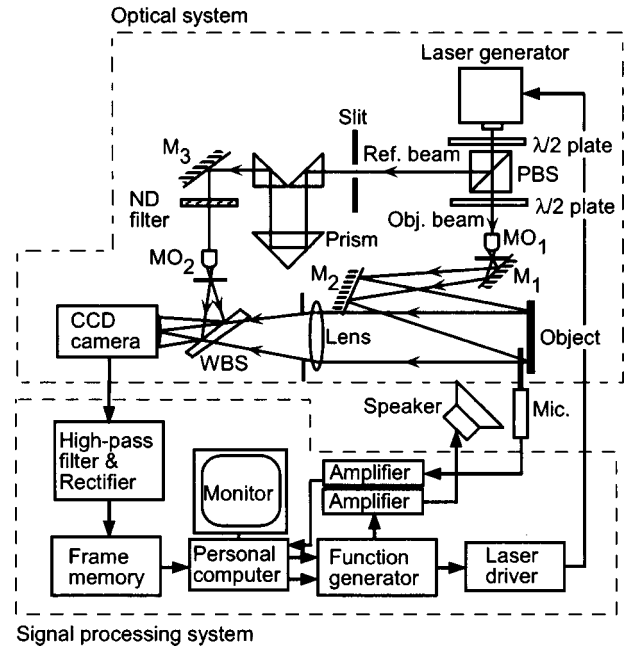 Optical system
Laser generator
Slit
λ/2 plate
M3
Ref. beam
PBS
ND filter
Obj. beam
λ/2 plate
Prism
MO1
MO2
M2
M1
CCD camera
WBS
Lens
Object
Speaker
Mic.
High-pass filter & Rectifier
Monitor
Amplifier
Amplifier
Frame memory
Personal computer
Function generator
Laser driver
Signal processing system